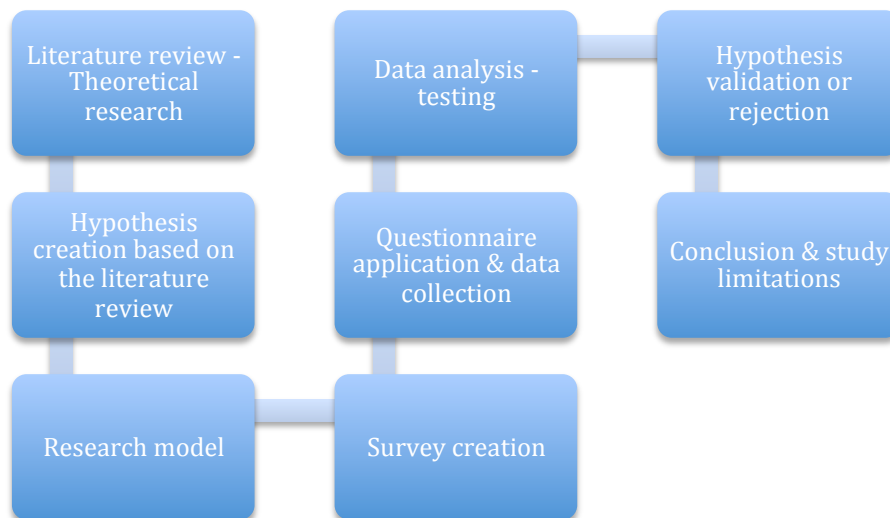 Literature review -
Theoretical
research
Hypothesis
creation based on
the literature
review
Research model
Survey creation
Questionnaire
application & data
collection
Data analysis -
testing
Hypothesis
validation or
rejection
Conclusion & study
limitations